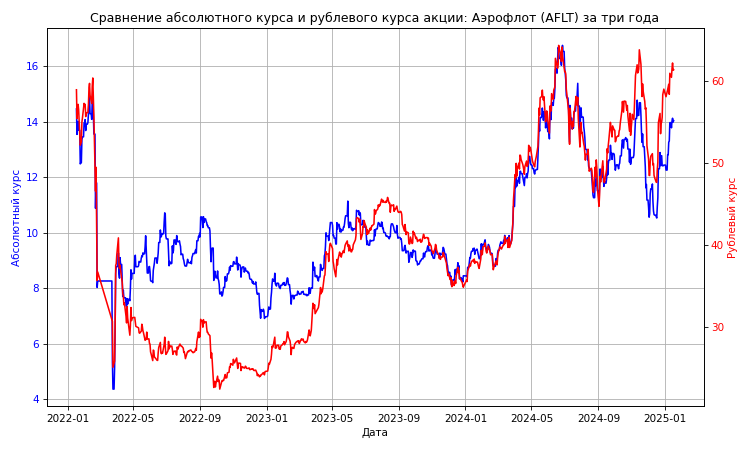 Сравнение абсолютного курса и рублевого курса акции: Аэрофлот (AFLT) за три года
16
14
12
10
8
6
4
Абсолютный курс
60
50
40
30
Рублевый курс
2022-01 2022-05 2022-09 2023-01 2023-05 2023-09 2024-01 2024-05 2024-09 2025-01
Дата